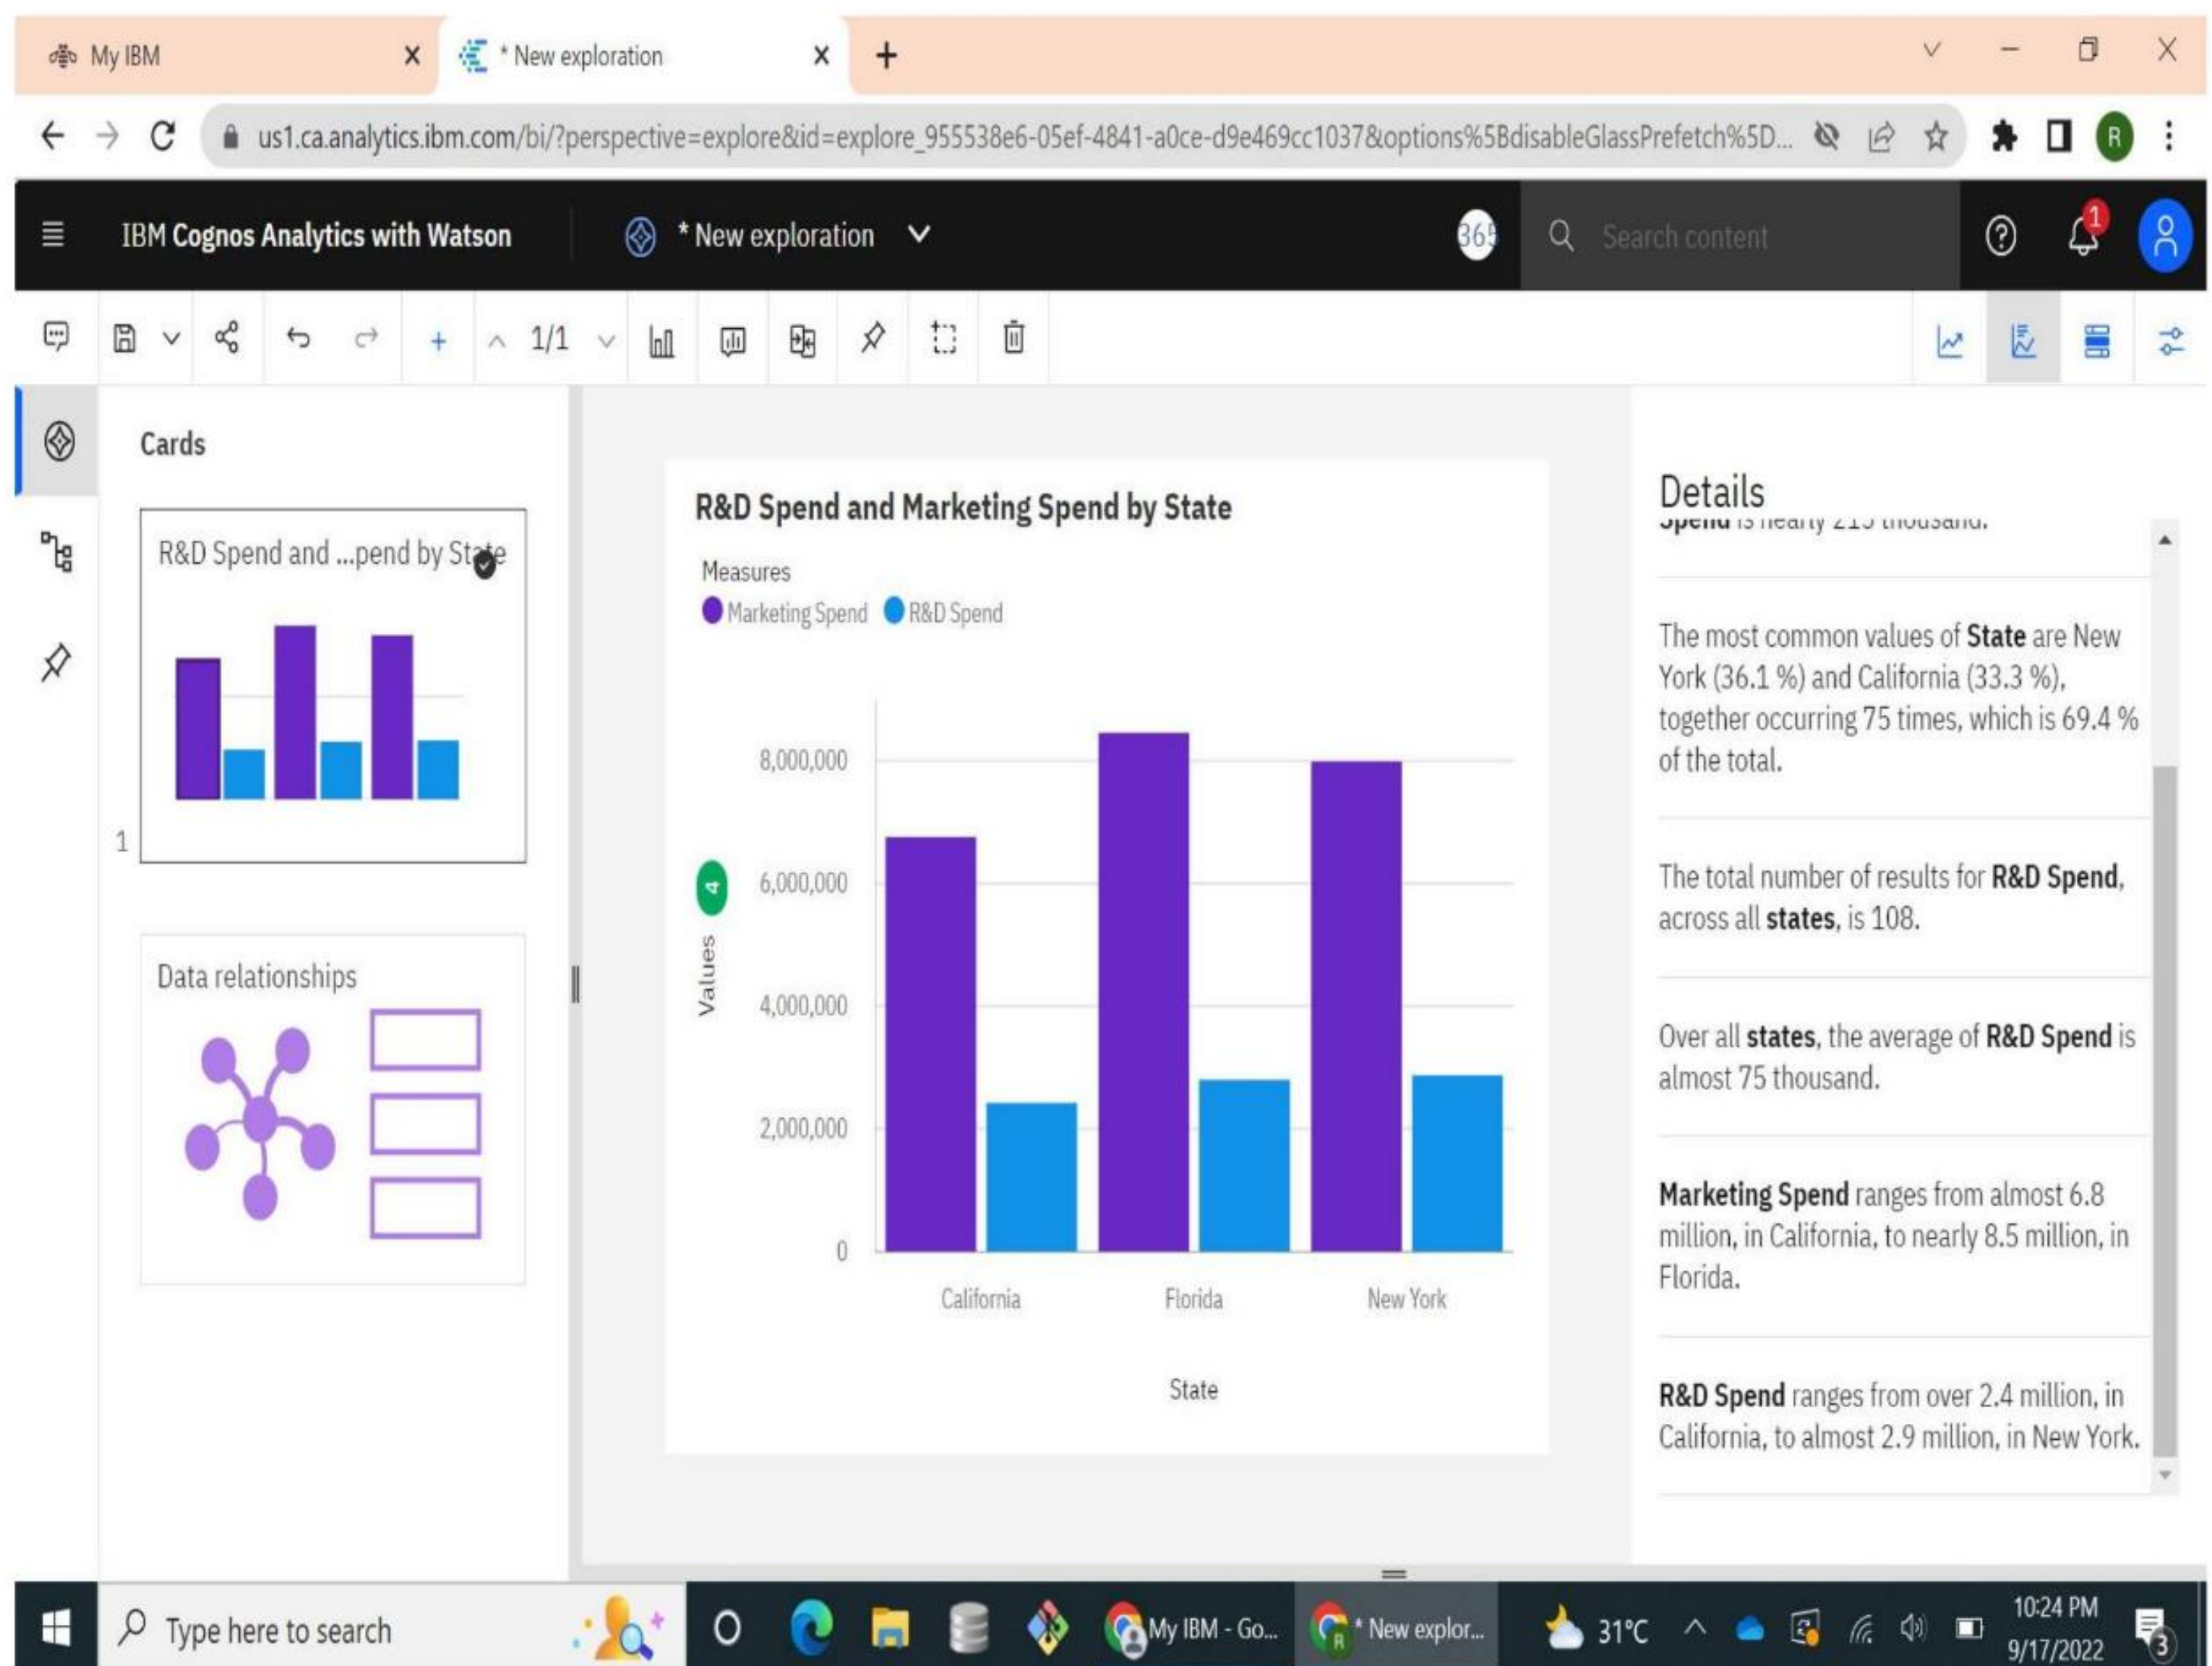 My IBM
* New exploration
us1.ca.analytics.ibm.com/bi/?perspective=explore&id=explore_955538e6-05ef-4841-a0ce-d9e469cc1037&options%5BdisableGlassPrefetch%5D...
R
IBM Cognos Analytics with Watson
* New exploration
365
Search content
1
1/1
Cards
R&D Spend and ...pend by State
1
Data relationships
R&D Spend and Marketing Spend by State
Measures
Marketing Spend R&D Spend
8,000,000
6,000,000
4,000,000
2,000,000
0
Values
4
California Florida New York
State
Details
Spend is nearly 215 thousand.
The most common values of State are New
York (36.1 %) and California (33.3 %),
together occurring 75 times, which is 69.4 %
of the total.
The total number of results for R&D Spend,
across all states, is 108.
Over all states, the average of R&D Spend is
almost 75 thousand.
Marketing Spend ranges from almost 6.8
million, in California, to nearly 8.5 million, in
Florida.
R&D Spend ranges from over 2.4 million, in
California, to almost 2.9 million, in New York.
Type here to search
My IBM - Go...
R
* New explor...
31°C
10:24 PM
9/17/2022
3